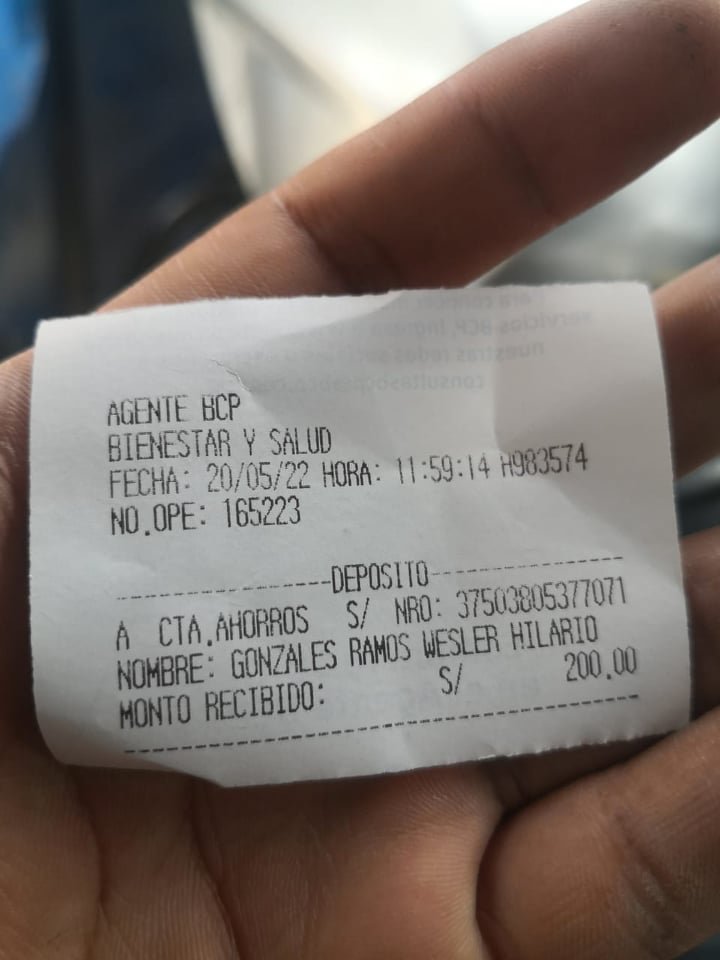 AGENTE BCP
BIENESTAR Y SALUD
FECHA: 20/05/22 HORA: 11:59:14 H983574
NO.OPE: 165223
DEPOSITO
A CTA.AHORROS S/ NRO: 37503805377071
NOMBRE: GONZALES RAMOS WESLER HILARIO
MONTO RECIBIDO: S/ 200.00